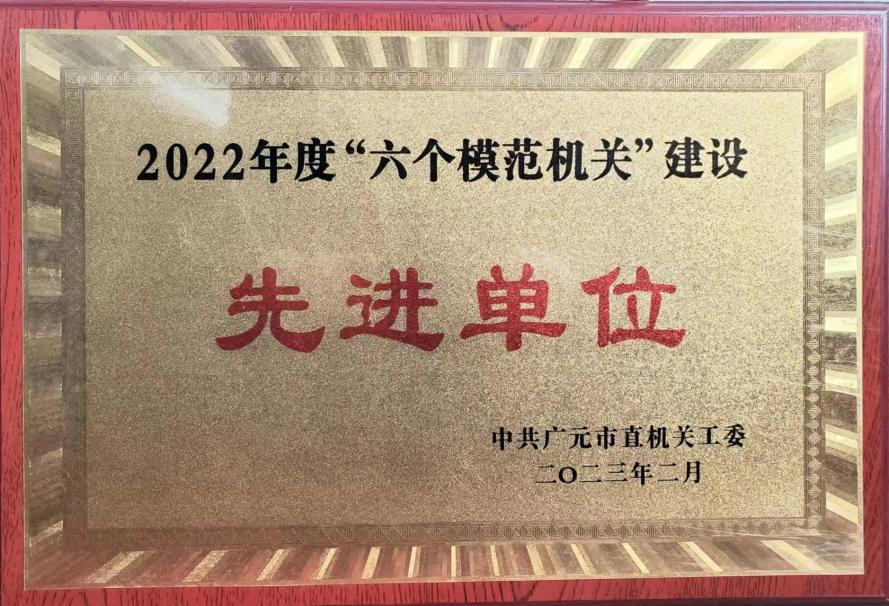 2022年度“六个模范机关”建设
先进单位
中共广元市直机关工委
二〇二三年二月